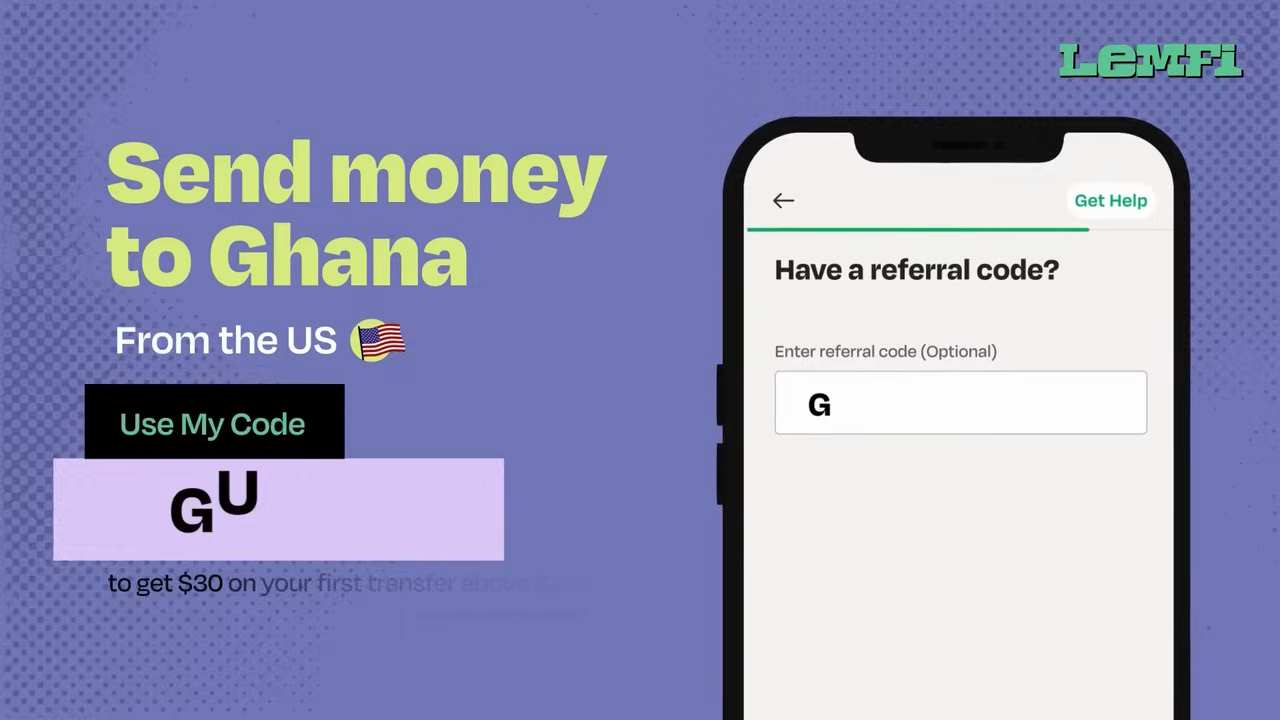 LemFi
Send money
to Ghana
From the US
Use My Code
GU
to get $30 on your first transfer above
Get Help
Have a referral code?
Enter referral code (Optional)
G